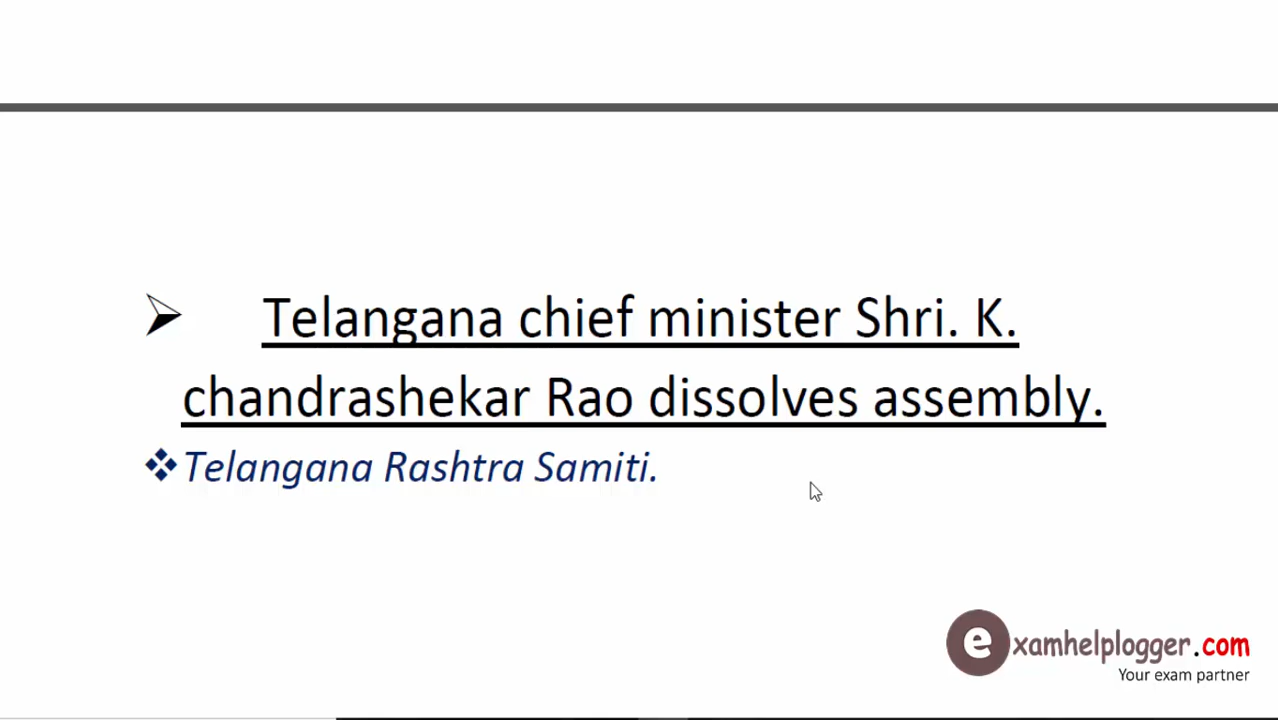 Telangana chief minister Shri. K.
chandrashekar Rao dissolves assembly.
Telangana Rashtra Samiti.
examhelplogger.com
Your exam partner